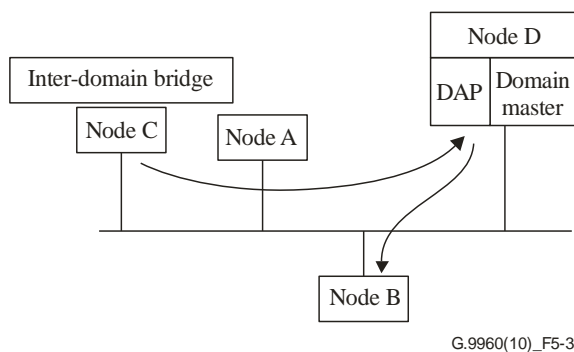 Node D
Inter-domain bridge
DAP
Domain
master
Node C
Node A
Node B
G.9960(10)_F5-3